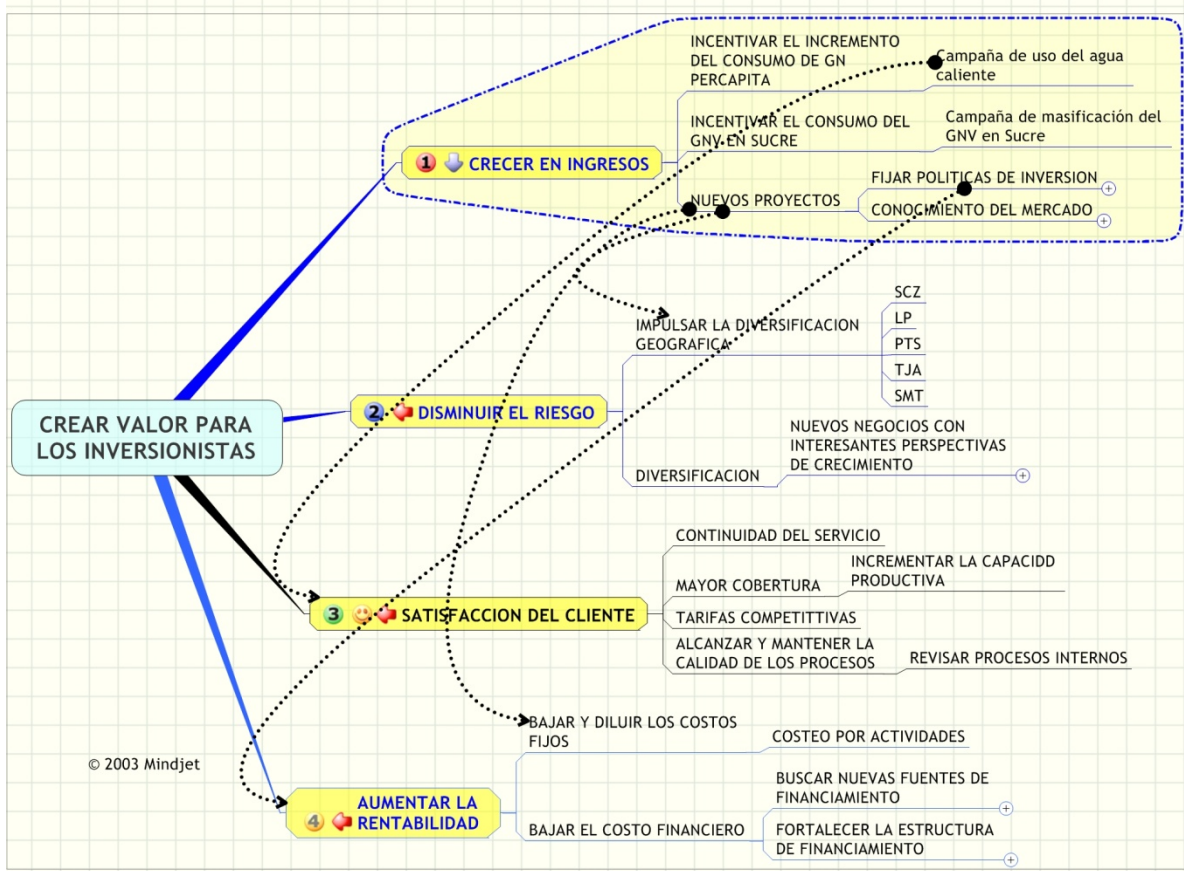 CREAR VALOR PARA
LOS INVERSIONISTAS
1
CRECER EN INGRESOS
INCENTIVAR EL INCREMENTO
DEL CONSUMO DE GN
PERCAPITA
Campaña de uso del agua
caliente
INCENTIVAR EL CONSUMO DEL
GNV EN SUCRE
Campaña de masificación del
GNV en Sucre
NUEVOS PROYECTOS
FIJAR POLITICAS DE INVERSION
CONOCIMIENTO DEL MERCADO
2
DISMINUIR EL RIESGO
IMPULSAR LA DIVERSIFICACION
GEOGRAFICA
SCZ
LP
PTS
TJA
SMT
DIVERSIFICACION
NUEVOS NEGOCIOS CON
INTERESANTES PERSPECTIVAS
DE CRECIMIENTO
3
SATISFACCION DEL CLIENTE
CONTINUIDAD DEL SERVICIO
MAYOR COBERTURA
INCREMENTAR LA CAPACIDD
PRODUCTIVA
TARIFAS COMPETITTIVAS
ALCANZAR Y MANTENER LA
CALIDAD DE LOS PROCESOS
REVISAR PROCESOS INTERNOS
4
AUMENTAR LA
RENTABILIDAD
BAJAR Y DILUIR LOS COSTOS
FIJOS
COSTEO POR ACTIVIDADES
BAJAR EL COSTO FINANCIERO
BUSCAR NUEVAS FUENTES DE
FINANCIAMIENTO
FORTALECER LA ESTRUCTURA
DE FINANCIAMIENTO
© 2003 Mindjet